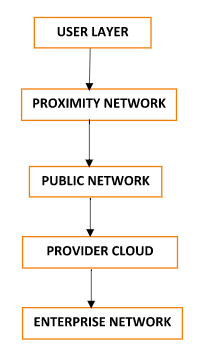 USER LAYER
PROXIMITY NETWORK
PUBLIC NETWORK
PROVIDER CLOUD
ENTERPRISE NETWORK